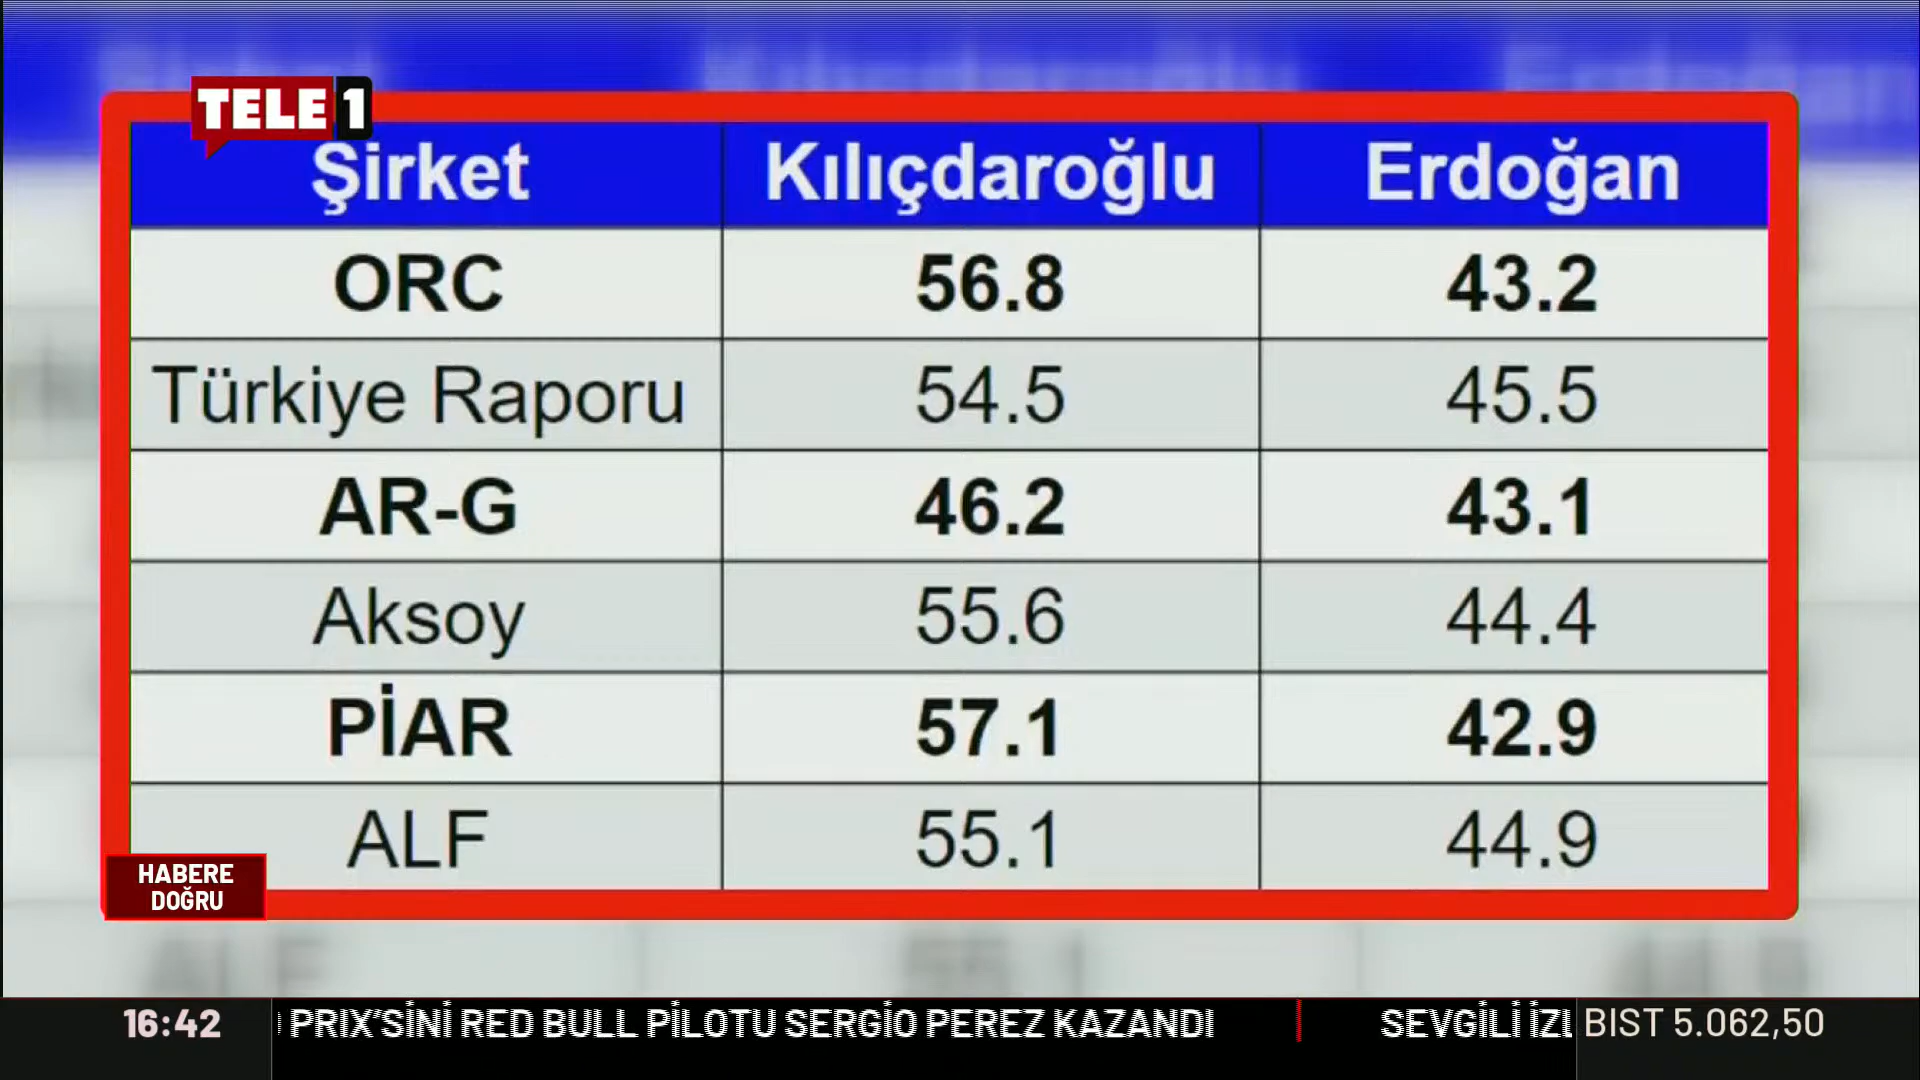 TELE 1
Şirket Kılıçdaroğlu Erdoğan
ORC 56.8 43.2
Türkiye Raporu 54.5 45.5
AR-G 46.2 43.1
Aksoy 55.6 44.4
PİAR 57.1 42.9
ALF 55.1 44.9
HABERE
DOĞRU
16:42 PRIX'SİNİ RED BULL PİLOTU SERGİO PEREZ KAZANDI SEVGİLİ BIST 5.062,50